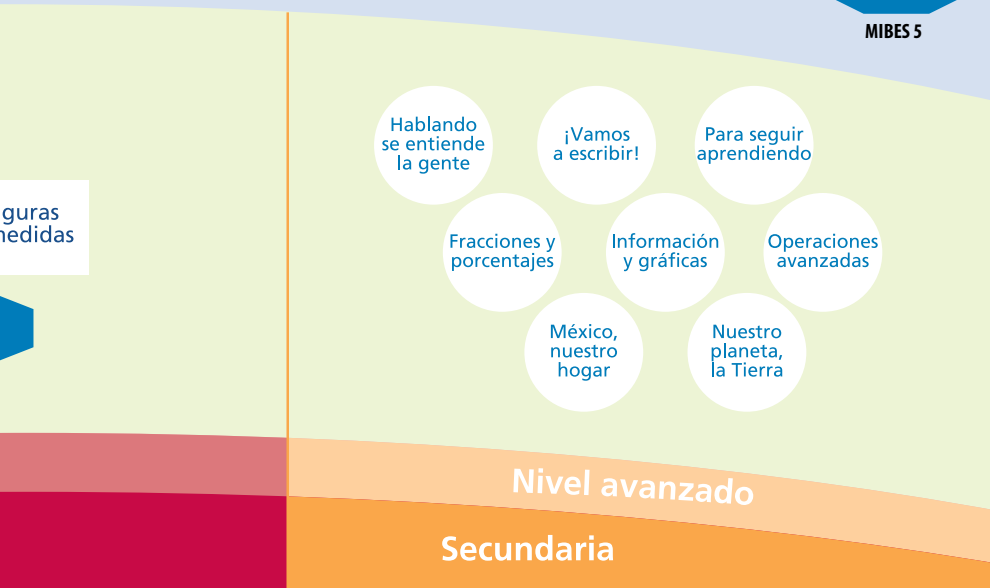 MIBES 5
Hablando
se entiende
la gente
¡Vamos
a escribir!
Para seguir
aprendiendo
guras
edidas
Fracciones y
porcentajes
Información
y gráficas
Operaciones
avanzadas
México,
nuestro
hogar
Nuestro
planeta,
la Tierra
Nivel avanzado
Secundaria